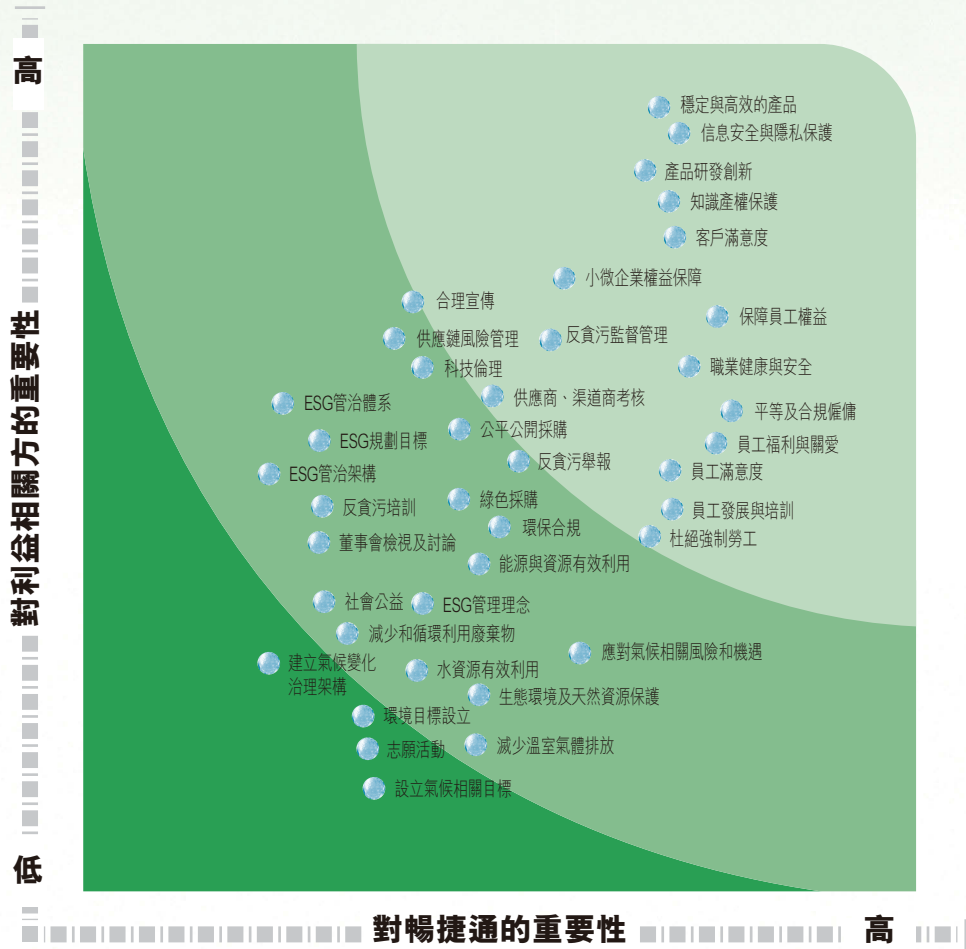 高
穩定與高效的產品
信息安全與隱私保護
產品研發創新
知識產權保護
客戶滿意度
小微企業權益保障
合理宣傳
保障員工權益
供應鏈風險管理
反貪污監督管理
科技倫理
職業健康與安全
供應商、渠道商考核
ESG管治體系
平等及合規僱傭
公平公開採購
ESG規劃目標
員工福利與關愛
反貪污舉報
ESG管治架構
員工滿意度
綠色採購
反貪污培訓
員工發展與培訓
環保合規
董事會檢視及討論
杜絕強制勞工
能源與資源有效利用
社會公益
ESG管理理念
減少和循環利用廢棄物
應對氣候相關風險和機遇
建立氣候變化
治理架構
水資源有效利用
生態環境及天然資源保護
環境目標設立
志願活動
減少溫室氣體排放
設立氣候相關目標
對利益相關方的重要性
低
對暢捷通的重要性
高